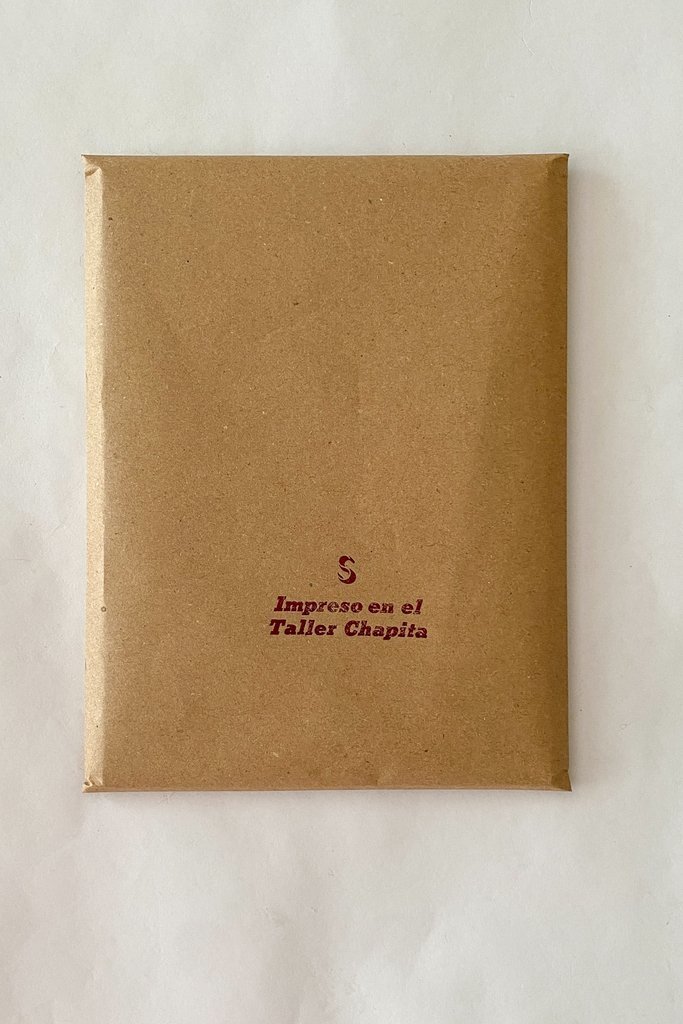 S
Impreso en el
Taller Chapita